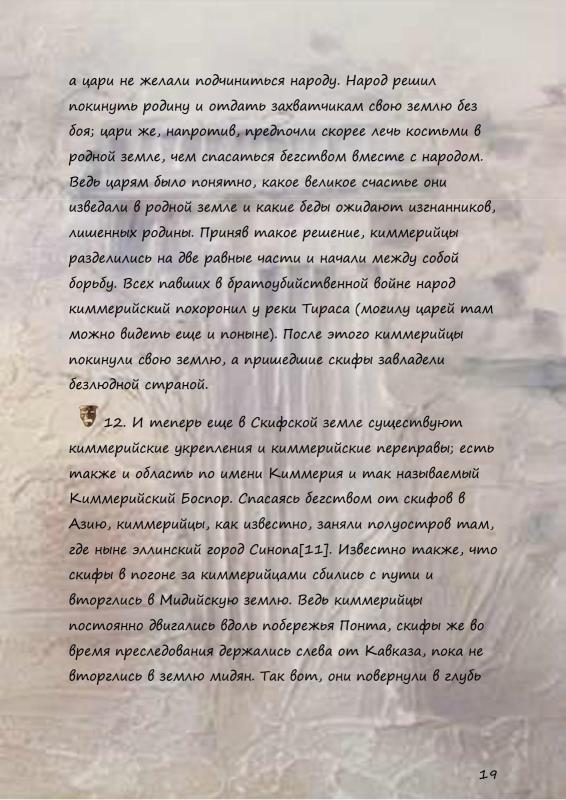 а цари не желали подчиниться народу. Народ решил
покинуть родину и отдать захватчикам свою землю без
боя; цари же, напротив, предпочли скорее лечь костьми в
родной земле, чем спасаться бегством вместе с народом.
Ведь царям было понятно, какое великое счастье они
изведали в родной земле и какие беды ожидают изгнанников,
лишенных родины. Приняв такое решение, киммерийцы
разделились на две равные части и начали между собой
борьбу. Всех павших в братоубийственной войне народ
киммерийский похоронил у реки Тираса (могилу царей там
можно видеть еще и поныне). После этого киммерийцы
покинули свою землю, а пришедшие скифы завладели
безлюдной страной.
12. И теперь еще в Скифской земле существуют
киммерийские укрепления и киммерийские переправы; есть
также и область по имени Киммерия и так называемый
Киммерийский Боспор. Спасаясь бегством от скифов в
Азию, киммерийцы, как известно, заняли полуостров там,
где ныне эллинский город Синопа[11]. Известно также, что
скифы в погоне за киммерийцами сбились с пути и
вторглись в Мидийскую землю. Ведь киммерийцы
постоянно двигались вдоль побережья Понта, скифы же во
время преследования держались слева от Кавказа, пока не
вторглись в землю мидян. Так вот, они повернули в глубь
19